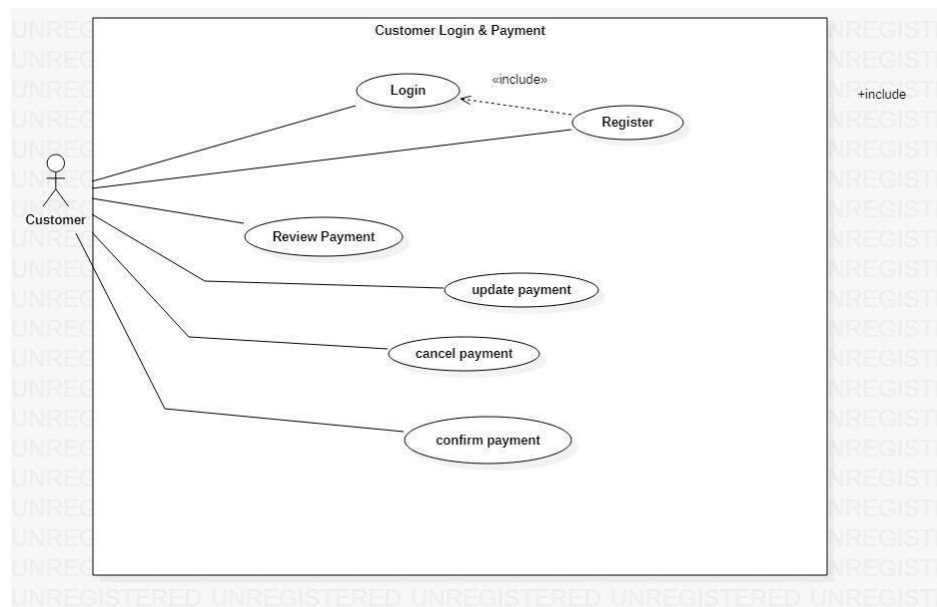 Customer Login & Payment
Login
«include»
+include
Register
Customer
Review Payment
update payment
cancel payment
confirm payment
UNREGISTERED UNREGISTERED UNREGISTERED UNREGISTERED UNREGISTE